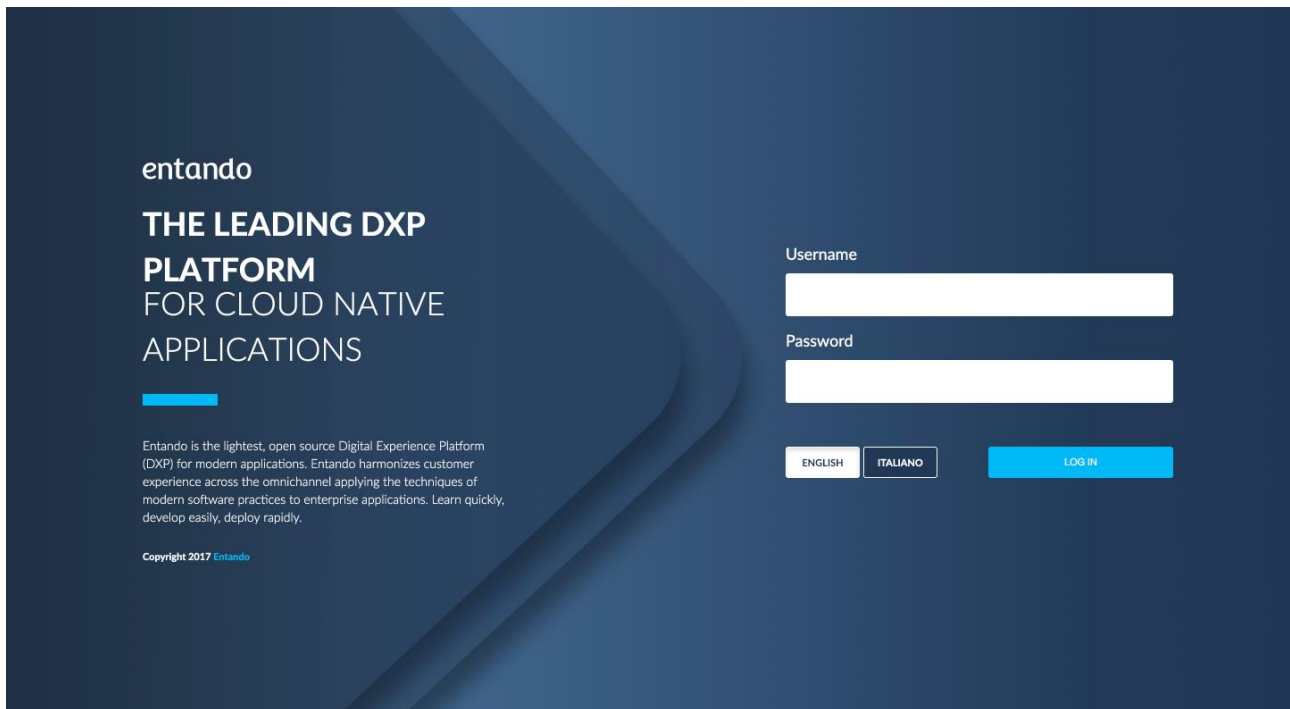 entando
THE LEADING DXP
PLATFORM
FOR CLOUD NATIVE
APPLICATIONS
Entando is the lightest, open source Digital Experience Platform
(DXP) for modern applications. Entando harmonizes customer
experience across the omnichannel applying the techniques of
modern software practices to enterprise applications. Learn quickly,
develop easily, deploy rapidly.
Copyright 2017 Entando
Username
Password
ENGLISH ITALIANO LOG IN